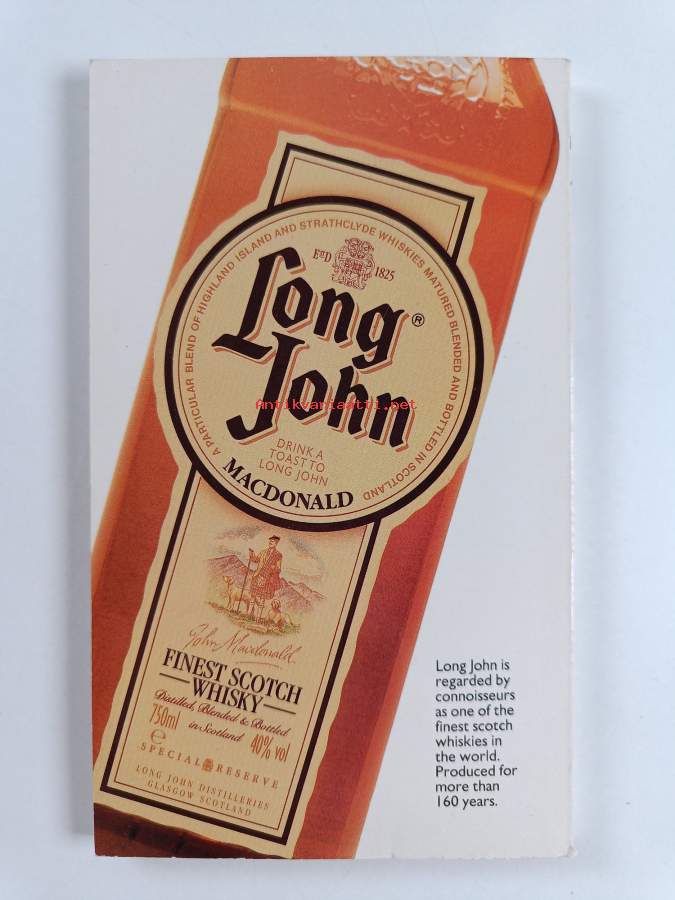 A PARTICULAR BLEND OF HIGHLAND ISLAND AND STRATHCLYDE WHISKIES MATURED BLENDED AND BOTTLED IN SCOTLAND
EST'D 1825
Long ®
John
antikvariaatti.net
DRINK A
TOAST TO
LONG JOHN
MACDONALD
John Macdonald
FINEST SCOTCH
WHISKY
Distilled, Blended & Bottled
in Scotland
750ml
40% vol
e
SPECIAL RESERVE
LONG JOHN DISTILLERIES
GLASGOW SCOTLAND
Long John is
regarded by
connoisseurs
as one of the
finest scotch
whiskies in
the world.
Produced for
more than
160 years.